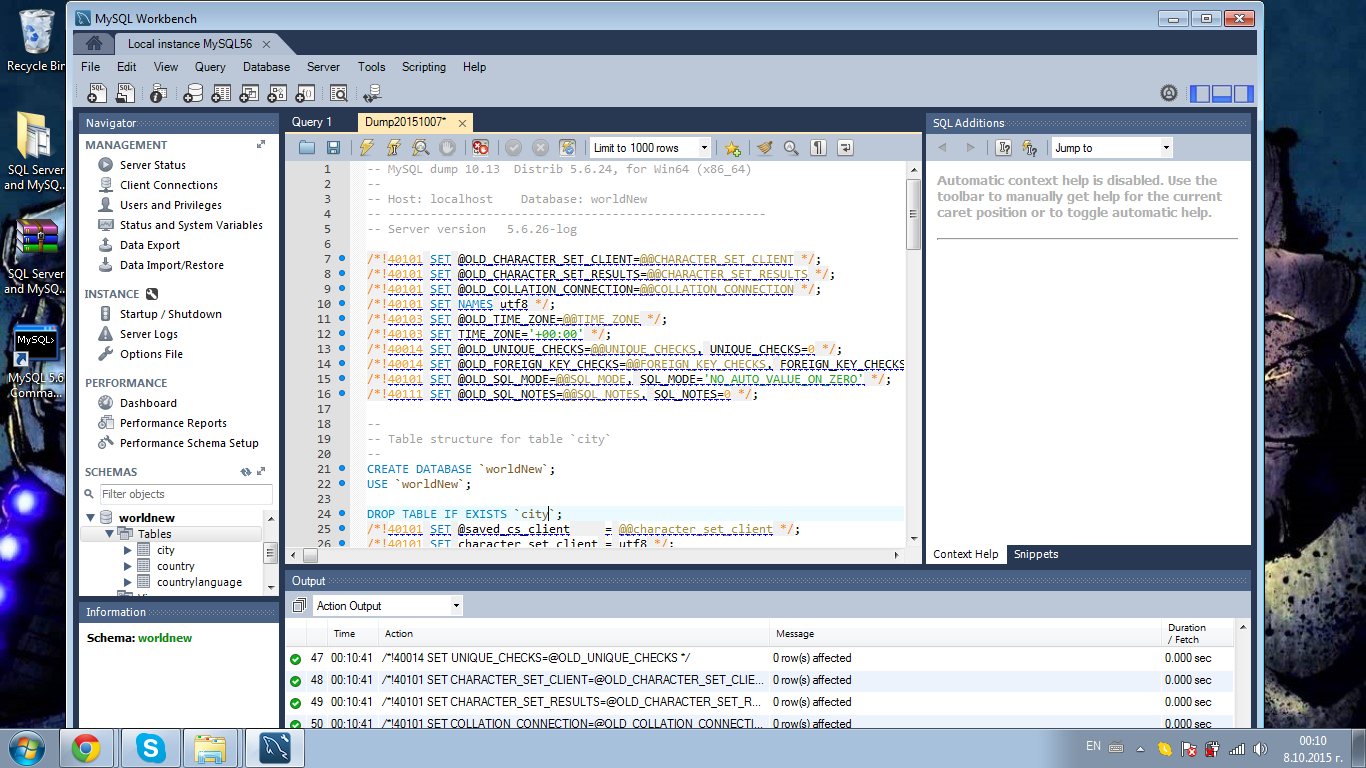 Recycle Bin
SQL Server
and MySQ...
SQL Server
and MySQ...
MySQL>
MySQL 5.6
Comma...
MySQL Workbench
Local instance MySQL56
File Edit View Query Database Server Tools Scripting Help
Navigator
MANAGEMENT
Server Status
Client Connections
Users and Privileges
Status and System Variables
Data Export
Data Import/Restore
INSTANCE
Startup / Shutdown
Server Logs
Options File
PERFORMANCE
Dashboard
Performance Reports
Performance Schema Setup
SCHEMAS
Filter objects
worldnew
Tables
city
country
countrylanguage
Information
Schema: worldnew
Query 1 Dump20151007*
Limit to 1000 rows
1 -- MySQL dump 10.13  Distrib 5.6.24, for Win64 (x86_64)
2 --
3 -- Host: localhost    Database: worldNew
4 -- ------------------------------------------------------
5 -- Server version   5.6.26-log
6
7 /*!40101 SET @OLD_CHARACTER_SET_CLIENT=@@CHARACTER_SET_CLIENT */;
8 /*!40101 SET @OLD_CHARACTER_SET_RESULTS=@@CHARACTER_SET_RESULTS */;
9 /*!40101 SET @OLD_COLLATION_CONNECTION=@@COLLATION_CONNECTION */;
10 /*!40101 SET NAMES utf8 */;
11 /*!40103 SET @OLD_TIME_ZONE=@@TIME_ZONE */;
12 /*!40103 SET TIME_ZONE='+00:00' */;
13 /*!40014 SET @OLD_UNIQUE_CHECKS=@@UNIQUE_CHECKS, UNIQUE_CHECKS=0 */;
14 /*!40014 SET @OLD_FOREIGN_KEY_CHECKS=@@FOREIGN_KEY_CHECKS, FOREIGN_KEY_CHECKS
15 /*!40101 SET @OLD_SQL_MODE=@@SQL_MODE, SQL_MODE='NO_AUTO_VALUE_ON_ZERO' */;
16 /*!40111 SET @OLD_SQL_NOTES=@@SQL_NOTES, SQL_NOTES=0 */;
17
18 --
19 -- Table structure for table `city`
20 --
21 CREATE DATABASE `worldNew`;
22 USE `worldNew`;
23
24 DROP TABLE IF EXISTS `city`;
25 /*!40101 SET @saved_cs_client     = @@character_set_client */;
26 /*!40101 SET character_set_client = utf8 */;
SQL Additions
Jump to
Automatic context help is disabled. Use the
toolbar to manually get help for the current
caret position or to toggle automatic help.
Context Help Snippets
Output
Action Output
Time Action Message Duration / Fetch
47 00:10:41 /*!40014 SET UNIQUE_CHECKS=@OLD_UNIQUE_CHECKS */ 0 row(s) affected 0.000 sec
48 00:10:41 /*!40101 SET CHARACTER_SET_CLIENT=@OLD_CHARACTER_SET_CLIE... 0 row(s) affected 0.000 sec
49 00:10:41 /*!40101 SET CHARACTER_SET_RESULTS=@OLD_CHARACTER_SET_R... 0 row(s) affected 0.000 sec
50 00:10:41 /*!40101 SET COLLATION_CONNECTION=@OLD_COLLATION_CONNECTI... 0 row(s) affected 0.000 sec
EN
00:10
8.10.2015 г.